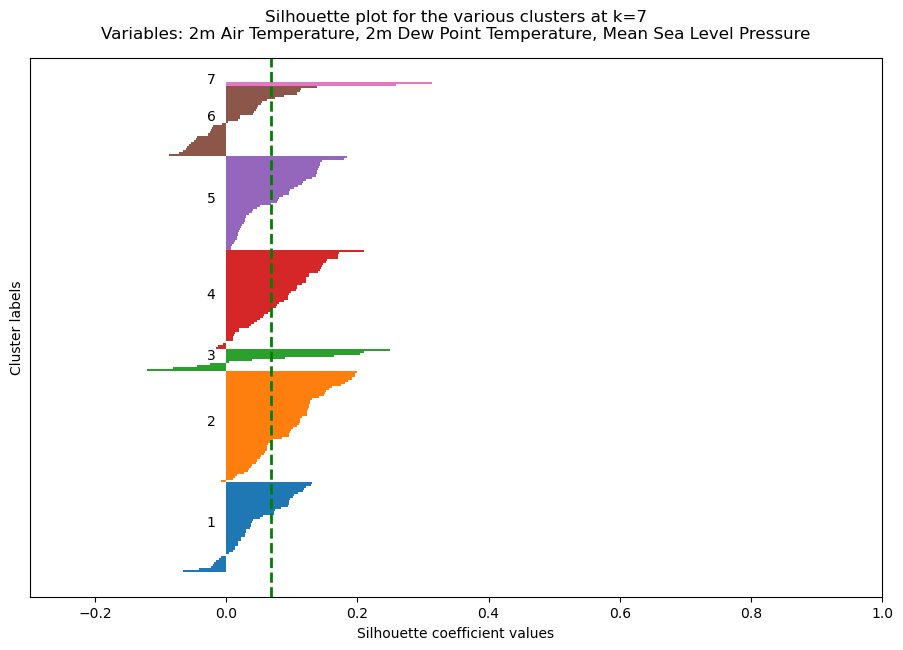 Silhouette plot for the various clusters at k=7
Variables: 2m Air Temperature, 2m Dew Point Temperature, Mean Sea Level Pressure
7
6
5
4
3
2
1
Cluster labels
−0.2 0.0 0.2 0.4 0.6 0.8 1.0
Silhouette coefficient values